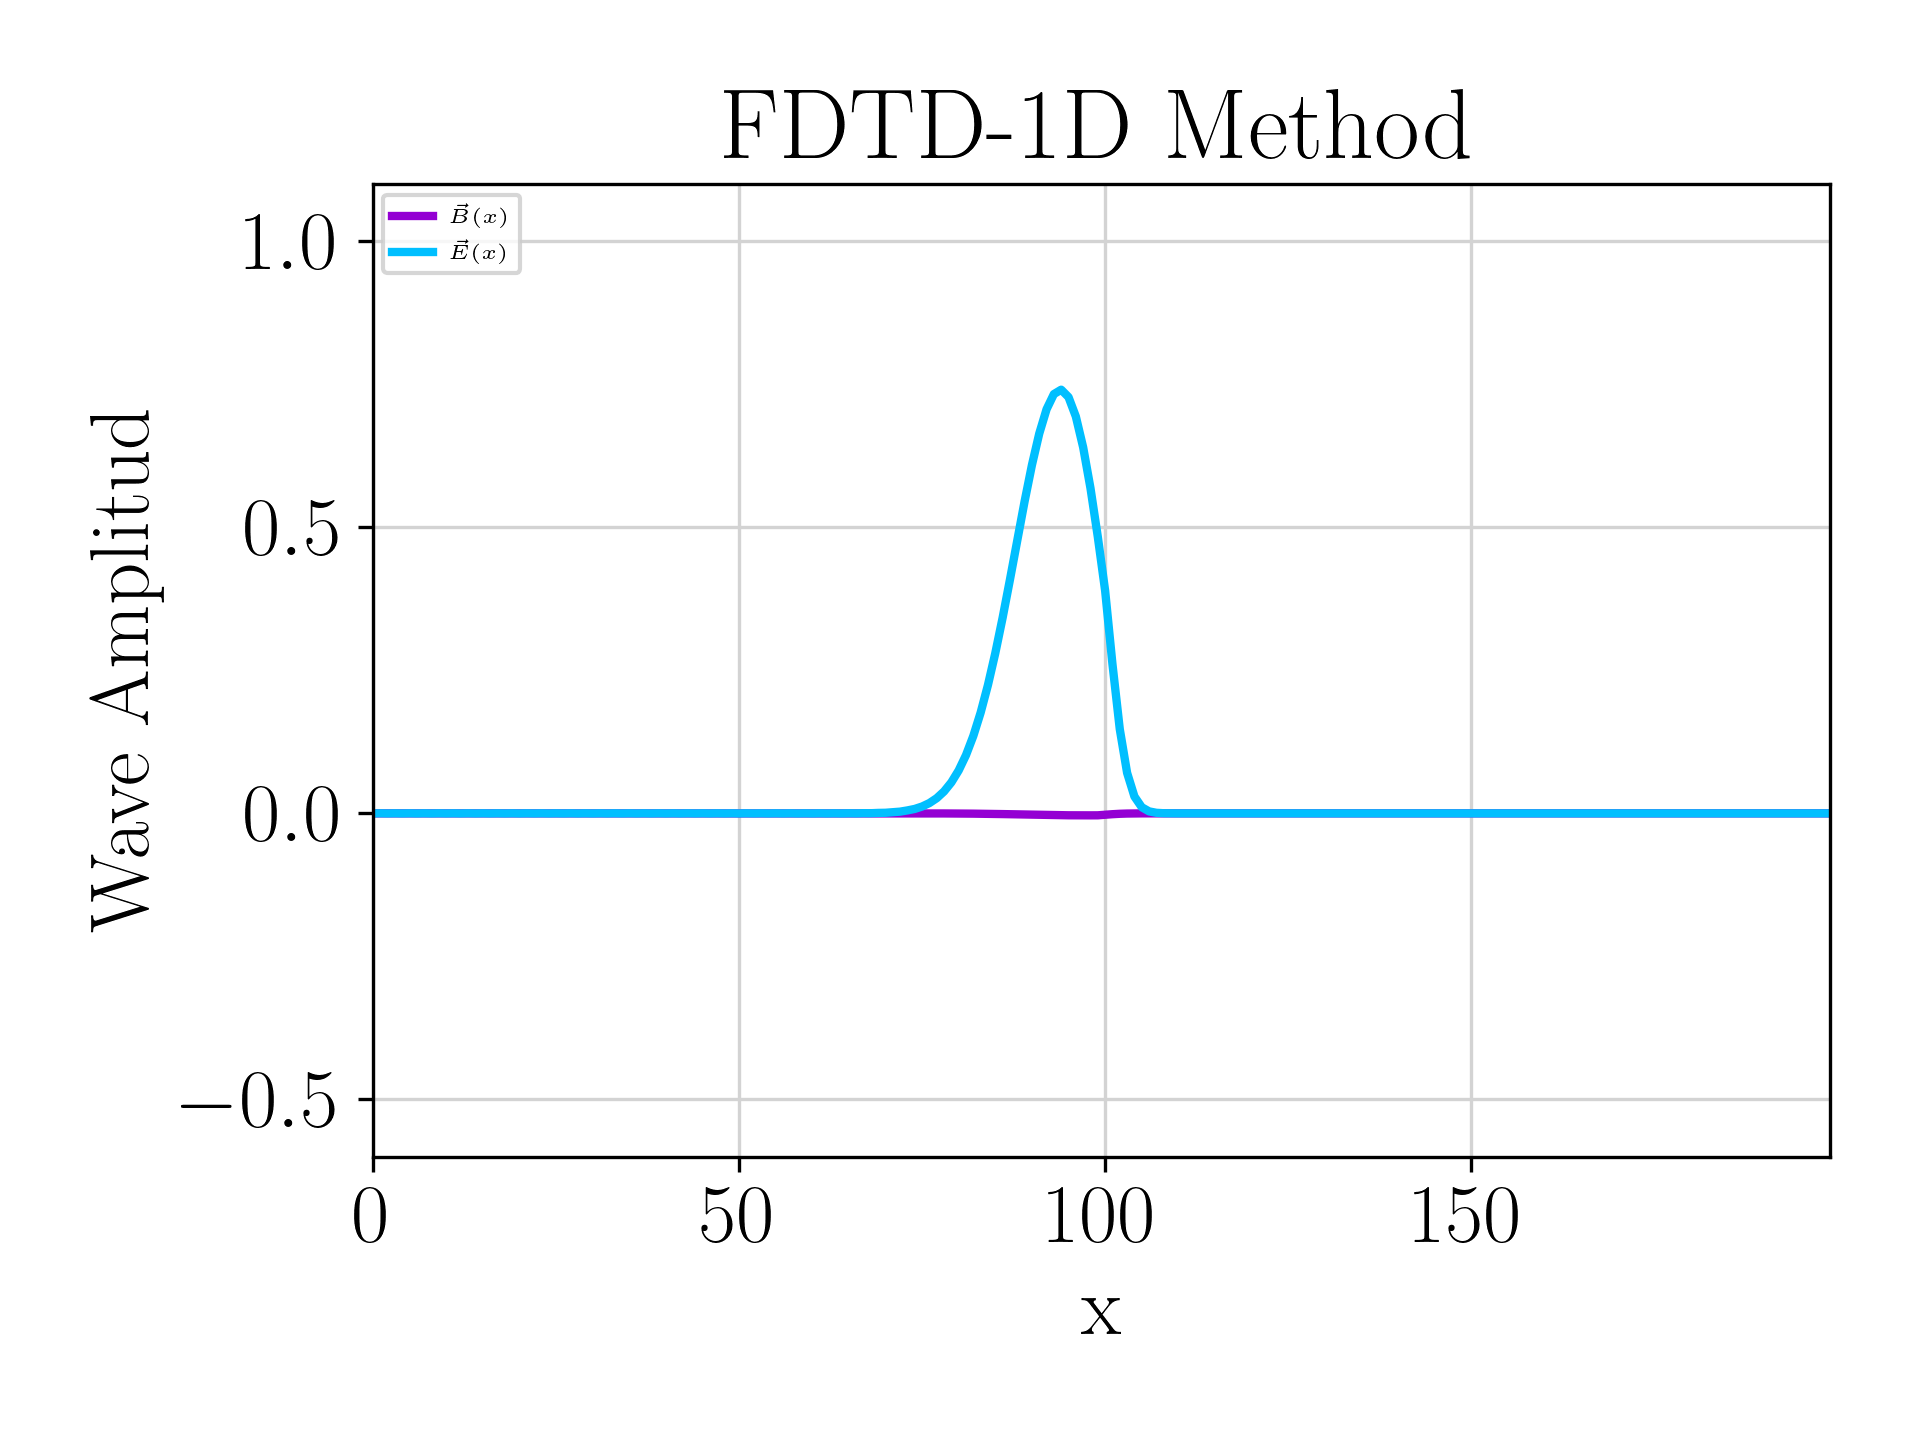 FDTD-1D Method
$\vec{B}(x)$
$\vec{E}(x)$
Wave Amplitud
1.0
0.5
0.0
−0.5
0 50 100 150
x